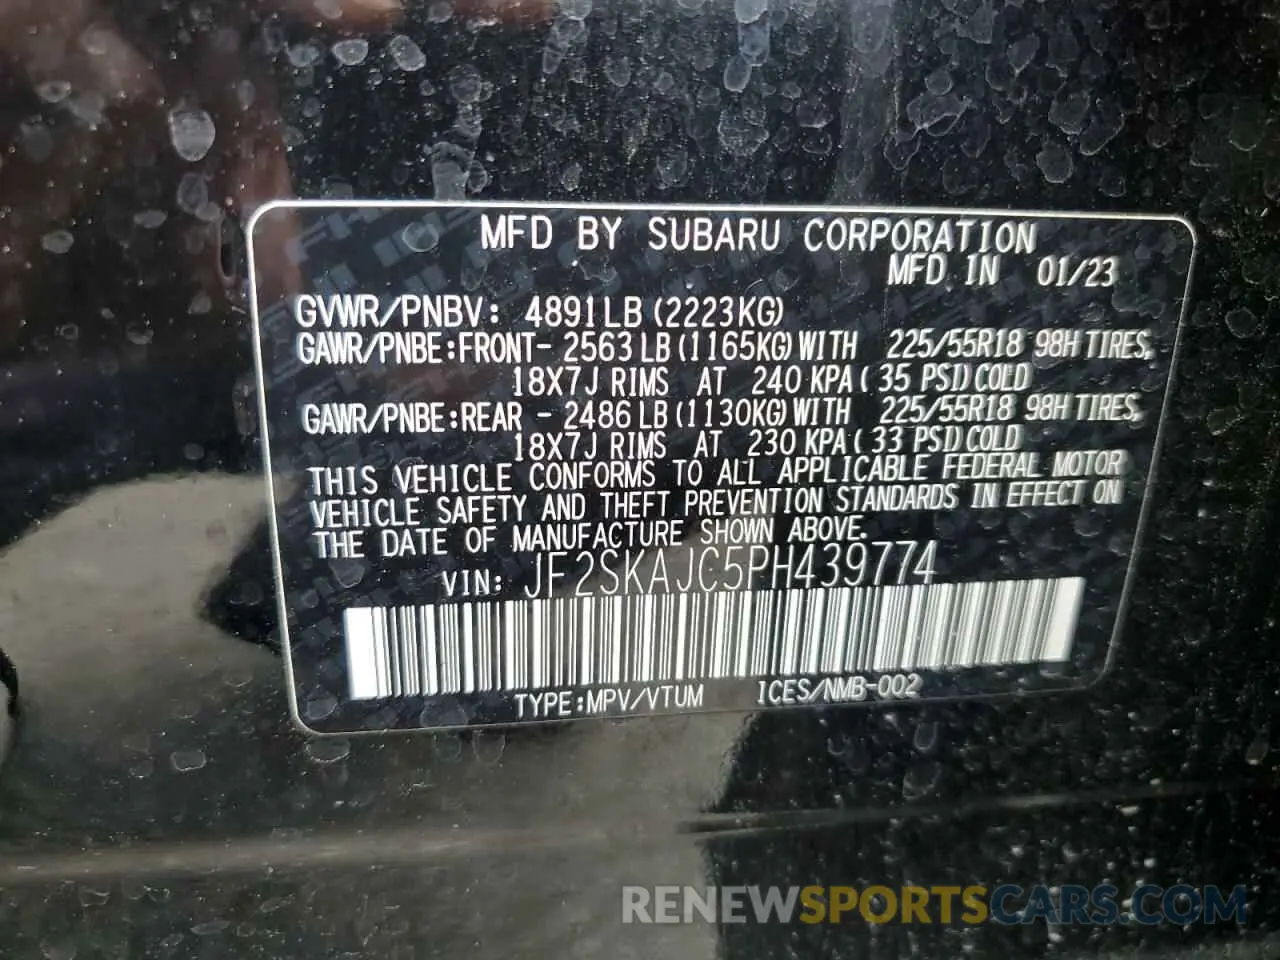 MFD BY SUBARU CORPORATION
MFD IN 01/23
GVWR/PNBV: 4891LB (2223KG)
GAWR/PNBE:FRONT- 2563 LB (1165KG) WITH 225/55R18 98H TIRES,
18X7J RIMS AT 240 KPA ( 35 PSI) COLD
GAWR/PNBE:REAR - 2486 LB (1130KG) WITH 225/55R18 98H TIRES,
18X7J RIMS AT 230 KPA ( 33 PSI) COLD
THIS VEHICLE CONFORMS TO ALL APPLICABLE FEDERAL MOTOR
VEHICLE SAFETY AND THEFT PREVENTION STANDARDS IN EFFECT ON
THE DATE OF MANUFACTURE SHOWN ABOVE.
VIN: JF2SKAJC5PH439774
TYPE:MPV/VTUM ICES/NMB-002
RENEWSPORTSCARS.COM